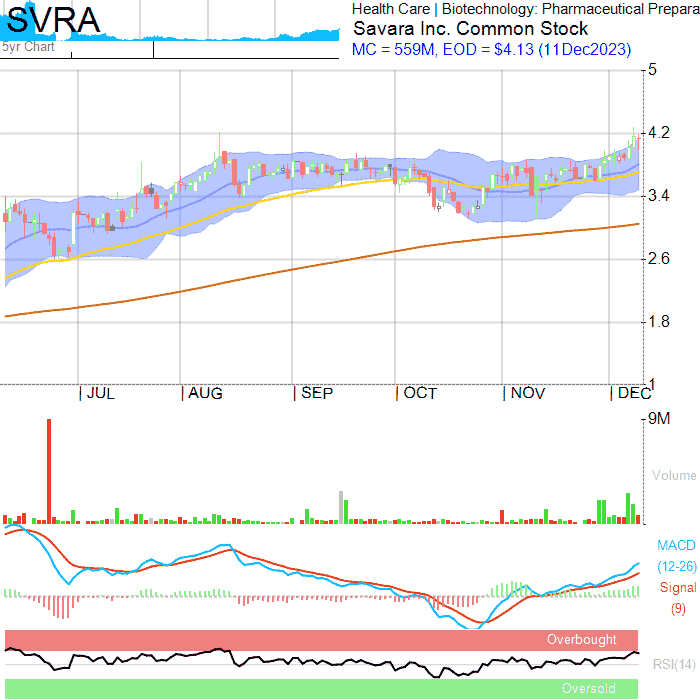 SVRA
5yr Chart
Health Care | Biotechnology: Pharmaceutical Prepara
Savara Inc. Common Stock
MC = 559M, EOD = $4.13 (11Dec2023)
5
4.2
3.4
2.6
1.8
1
JUL AUG SEP OCT NOV DEC
9M
Volume
MACD
(12-26)
Signal
(9)
Overbought
RSI(14)
Oversold